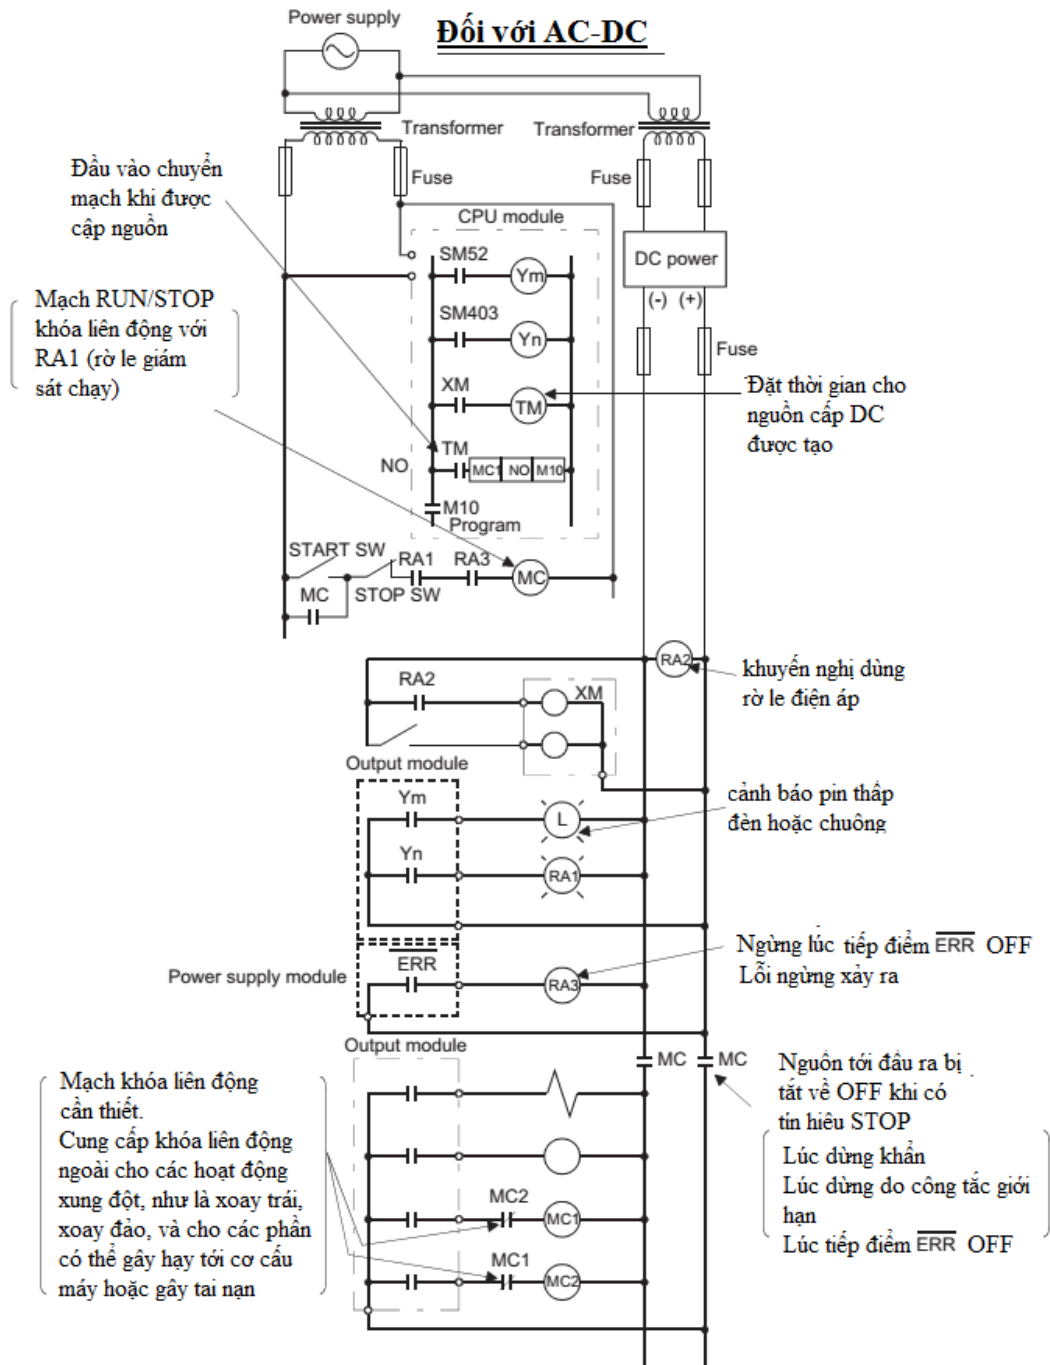 Power supply
Đối với AC-DC
Transformer
Transformer
Fuse
Fuse
Đầu vào chuyển
mạch khi được
cập nguồn
CPU module
SM52
Ym
DC power
(-) (+)
Mạch RUN/STOP
khóa liên động với
RA1 (rờ le giám
sát chạy)
SM403
Yn
Fuse
XM
TM
Đặt thời gian cho
nguồn cấp DC
được tạo
TM
NO
MC1 NO M10
M10
Program
START SW
RA1
RA3
MC
MC
STOP SW
RA2
khuyến nghị dùng
rờ le điện áp
RA2
XM
Output module
Ym
L
cảnh báo pin thấp
đèn hoặc chuông
Yn
RA1
Power supply module
ERR
RA3
Ngừng lúc tiếp điểm ERR OFF
Lỗi ngừng xảy ra
Output module
MC
MC
Nguồn tới đầu ra bị
tắt về OFF khi có
tín hiêu STOP
Lúc dừng khẩn
Lúc dừng do công tắc giới
hạn
Lúc tiếp điểm ERR OFF
Mạch khóa liên động
cần thiết.
Cung cấp khóa liên động
ngoài cho các hoạt động
xung đột, như là xoay trái,
xoay đảo, và cho các phần
có thể gây hạy tới cơ cấu
máy hoặc gây tai nạn
MC2
MC1
MC1
MC2